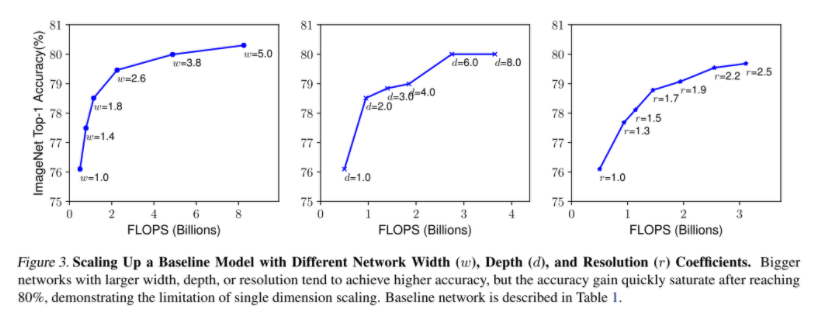 81
80
79
78
77
76
75
ImageNet Top-1 Accuracy(%)
w=1.0
w=1.4
w=1.8
w=2.6
w=3.8
w=5.0
0 2 4 6 8
FLOPS (Billions)
81
80
79
78
77
76
75
d=1.0
d=2.0
d=3.0
d=4.0
d=6.0
d=8.0
0 1 2 3 4
FLOPS (Billions)
81
80
79
78
77
76
75
r=1.0
r=1.3
r=1.5
r=1.7
r=1.9
r=2.2
r=2.5
0 1 2 3
FLOPS (Billions)
Figure 3. Scaling Up a Baseline Model with Different Network Width (w), Depth (d), and Resolution (r) Coefficients. Bigger
networks with larger width, depth, or resolution tend to achieve higher accuracy, but the accuracy gain quickly saturate after reaching
80%, demonstrating the limitation of single dimension scaling. Baseline network is described in Table 1.